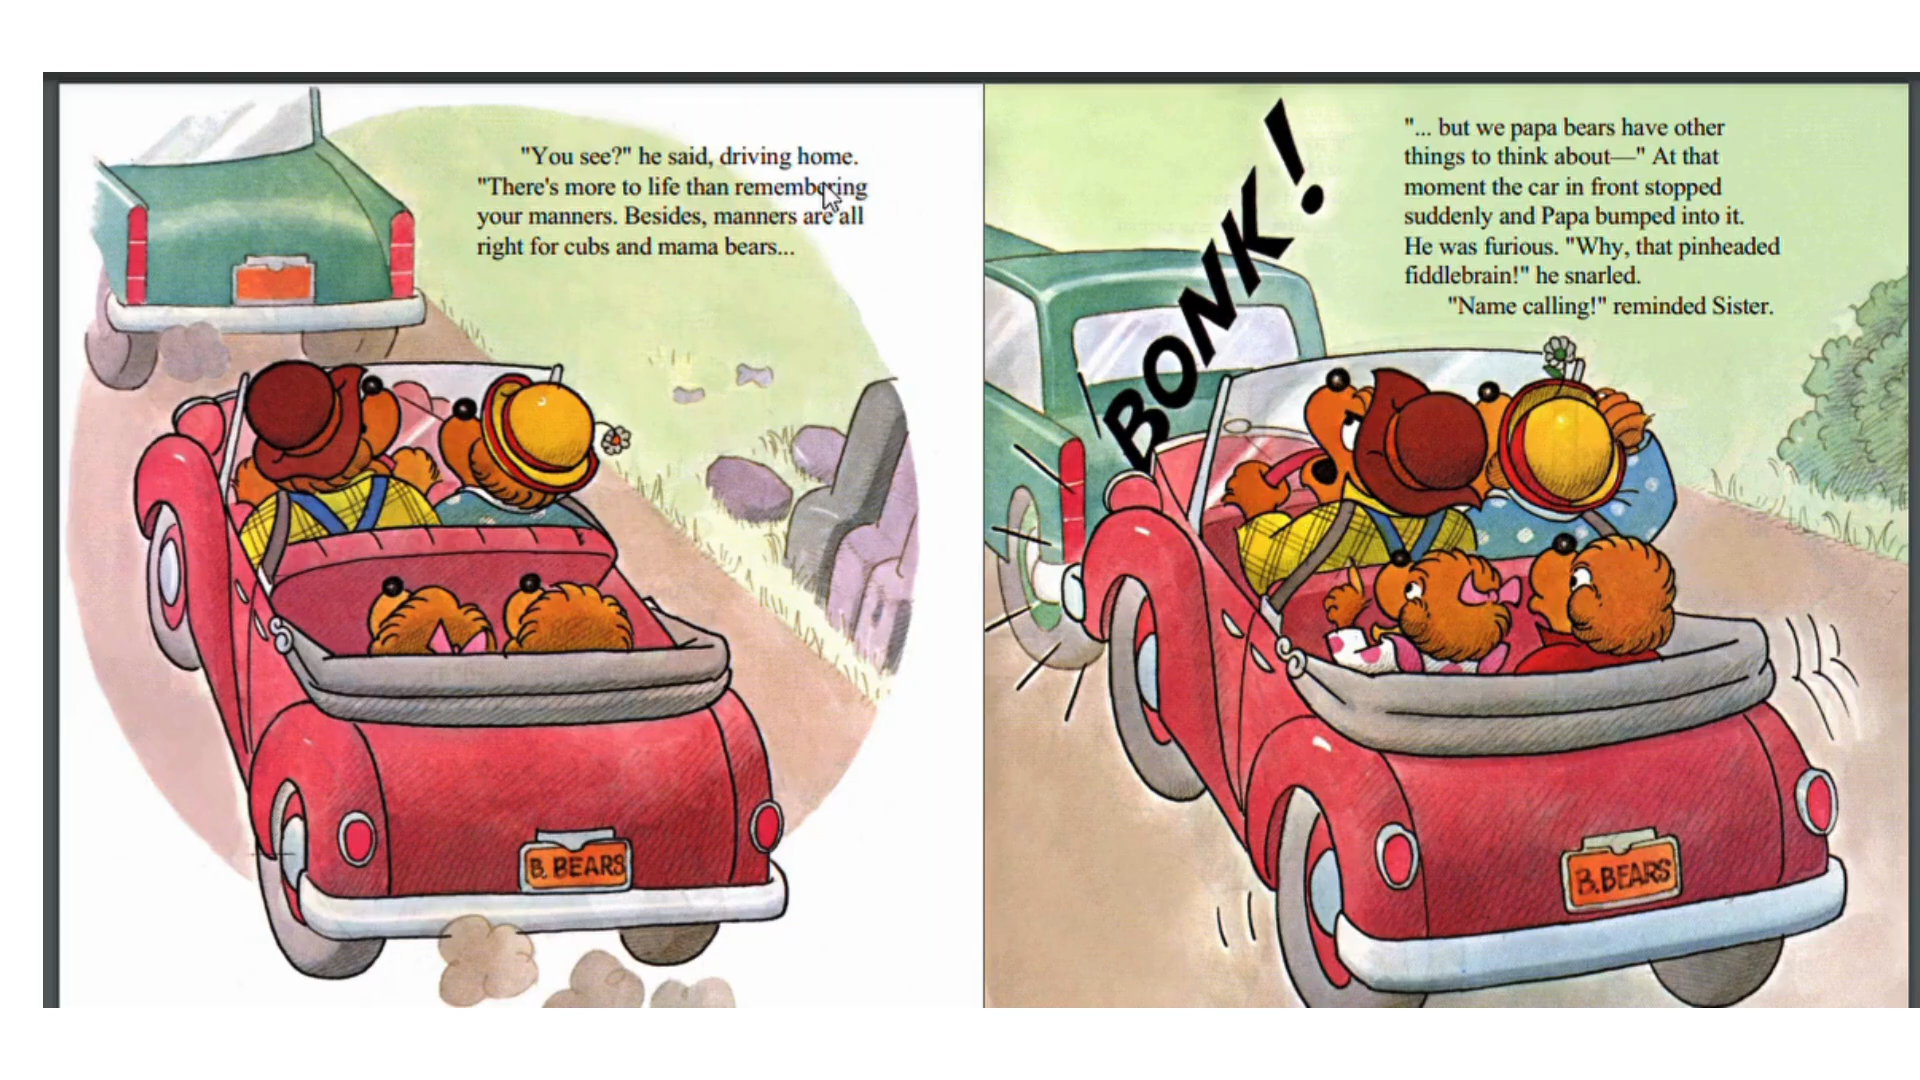 "You see?" he said, driving home.
"There's more to life than remembering
your manners. Besides, manners are all
right for cubs and mama bears...
B. BEARS
"... but we papa bears have other
things to think about—" At that
moment the car in front stopped
suddenly and Papa bumped into it.
He was furious. "Why, that pinheaded
fiddlebrain!" he snarled.
"Name calling!" reminded Sister.
BONK!
B. BEARS